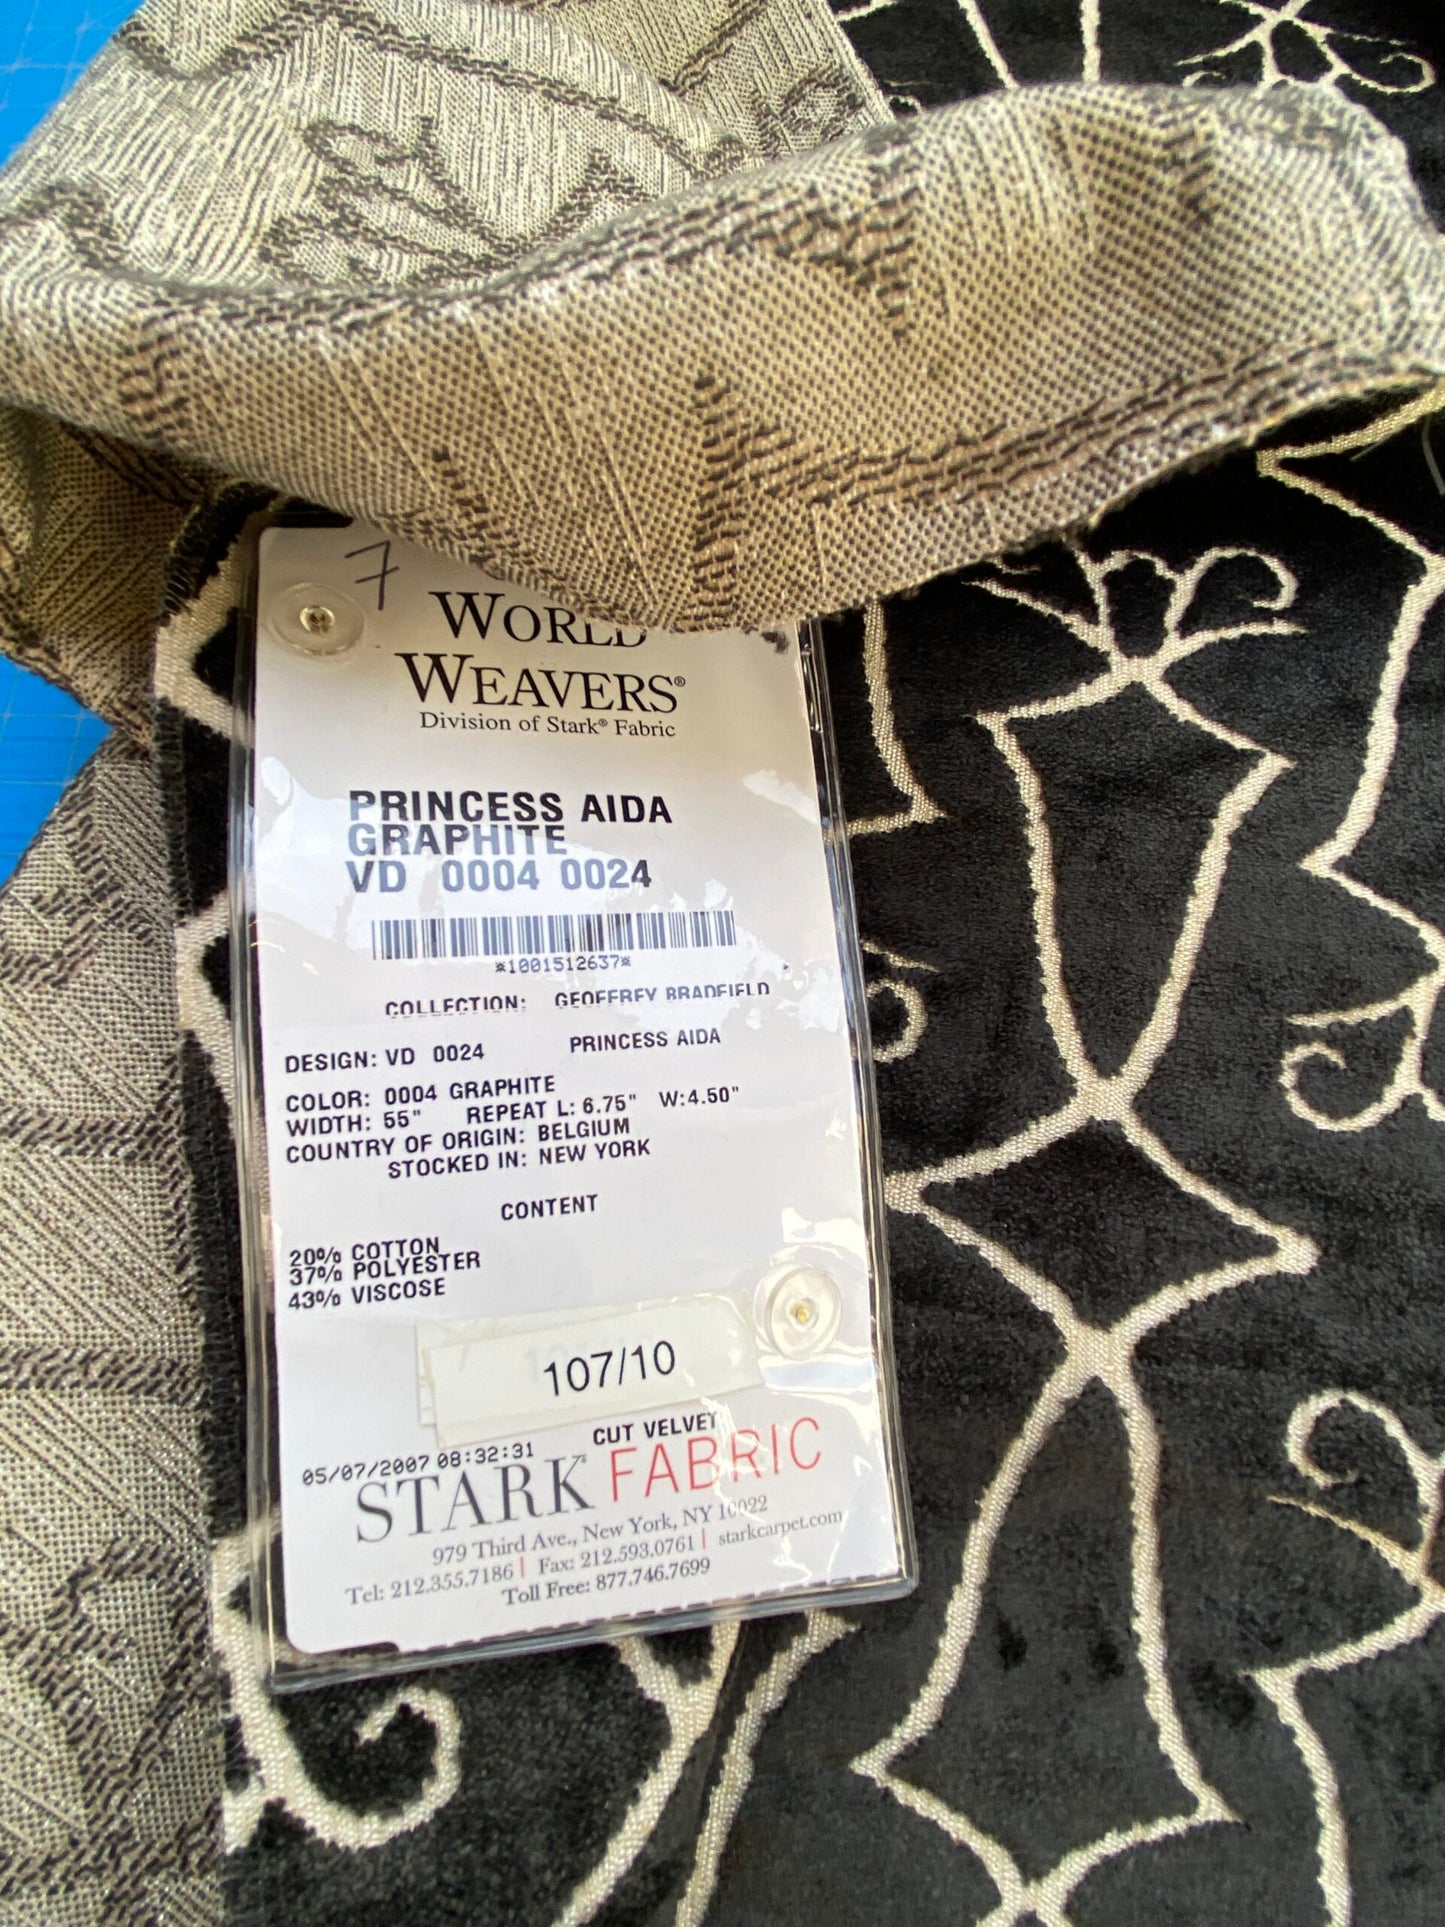 7
WORLD
WEAVERS®
Division of Stark® Fabric
PRINCESS AIDA
GRAPHITE
VD 0004 0024
*1001512637*
COLLECTION: GEOFFREY BRADFIELD
DESIGN: VD 0024 PRINCESS AIDA
COLOR: 0004 GRAPHITE
WIDTH: 55" REPEAT L: 6.75" W:4.50"
COUNTRY OF ORIGIN: BELGIUM
STOCKED IN: NEW YORK
CONTENT
20% COTTON
37% POLYESTER
43% VISCOSE
107/10
CUT VELVET
05/07/2007 08:32:31
STARK FABRIC
979 Third Ave., New York, NY 10022
Tel: 212.355.7186 | Fax: 212.593.0761 | starkcarpet.com
Toll Free: 877.746.7699